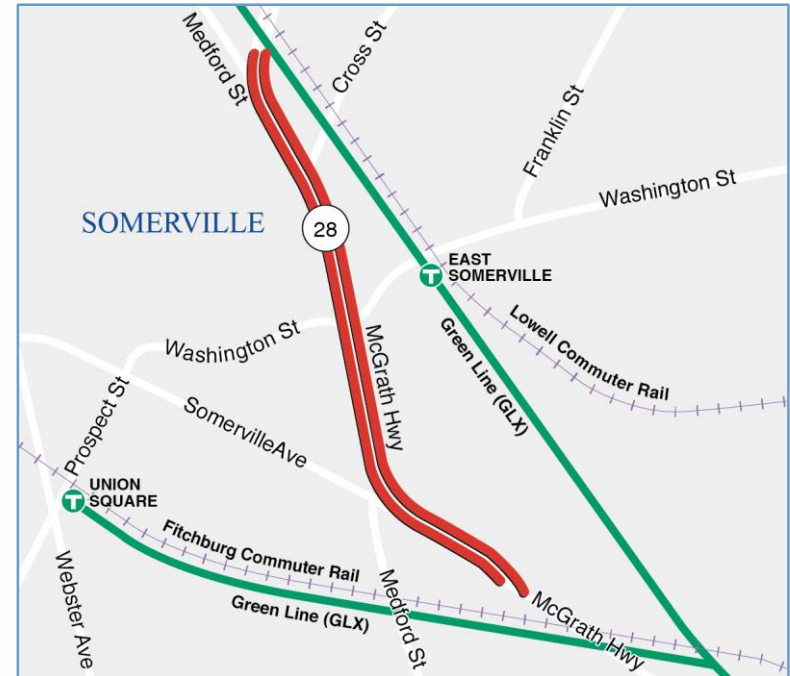 Medford St
Cross St
Franklin St
Washington St
SOMERVILLE
28
T
EAST
SOMERVILLE
Lowell Commuter Rail
Green Line (GLX)
Washington St
McGrath Hwy
Prospect St
SomervilleAve
T
UNION
SQUARE
Fitchburg Commuter Rail
Webster Ave
Green Line (GLX)
Medford St
McGrath Hwy